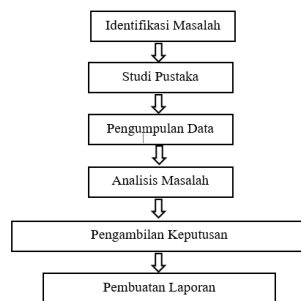 Identifikasi Masalah
Studi Pustaka
Pengumpulan Data
Analisis Masalah
Pengambilan Keputusan
Pembuatan Laporan